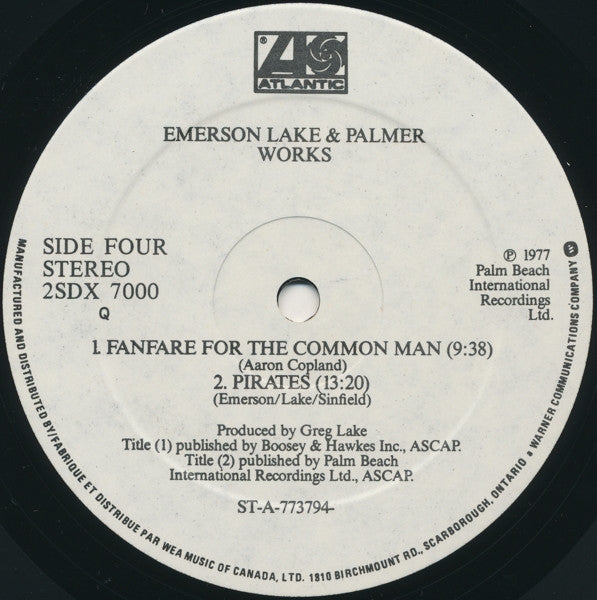 ®
ATLANTIC
EMERSON LAKE & PALMER
WORKS
SIDE FOUR
STEREO
2SDX 7000
Q
℗ 1977
Palm Beach
International
Recordings
Ltd.
1. FANFARE FOR THE COMMON MAN (9:38)
(Aaron Copland)
2. PIRATES (13:20)
(Emerson/Lake/Sinfield)
Produced by Greg Lake
Title (1) published by Boosey & Hawkes Inc., ASCAP.
Title (2) published by Palm Beach
International Recordings Ltd., ASCAP.
ST-A-773794-
MANUFACTURED AND DISTRIBUTED BY/FABRIQUE ET DISTRIBUE PAR WEA MUSIC OF CANADA, LTD. 1810 BIRCHMOUNT RD., SCARBOROUGH, ONTARIO a WARNER COMMUNICATIONS COMPANY